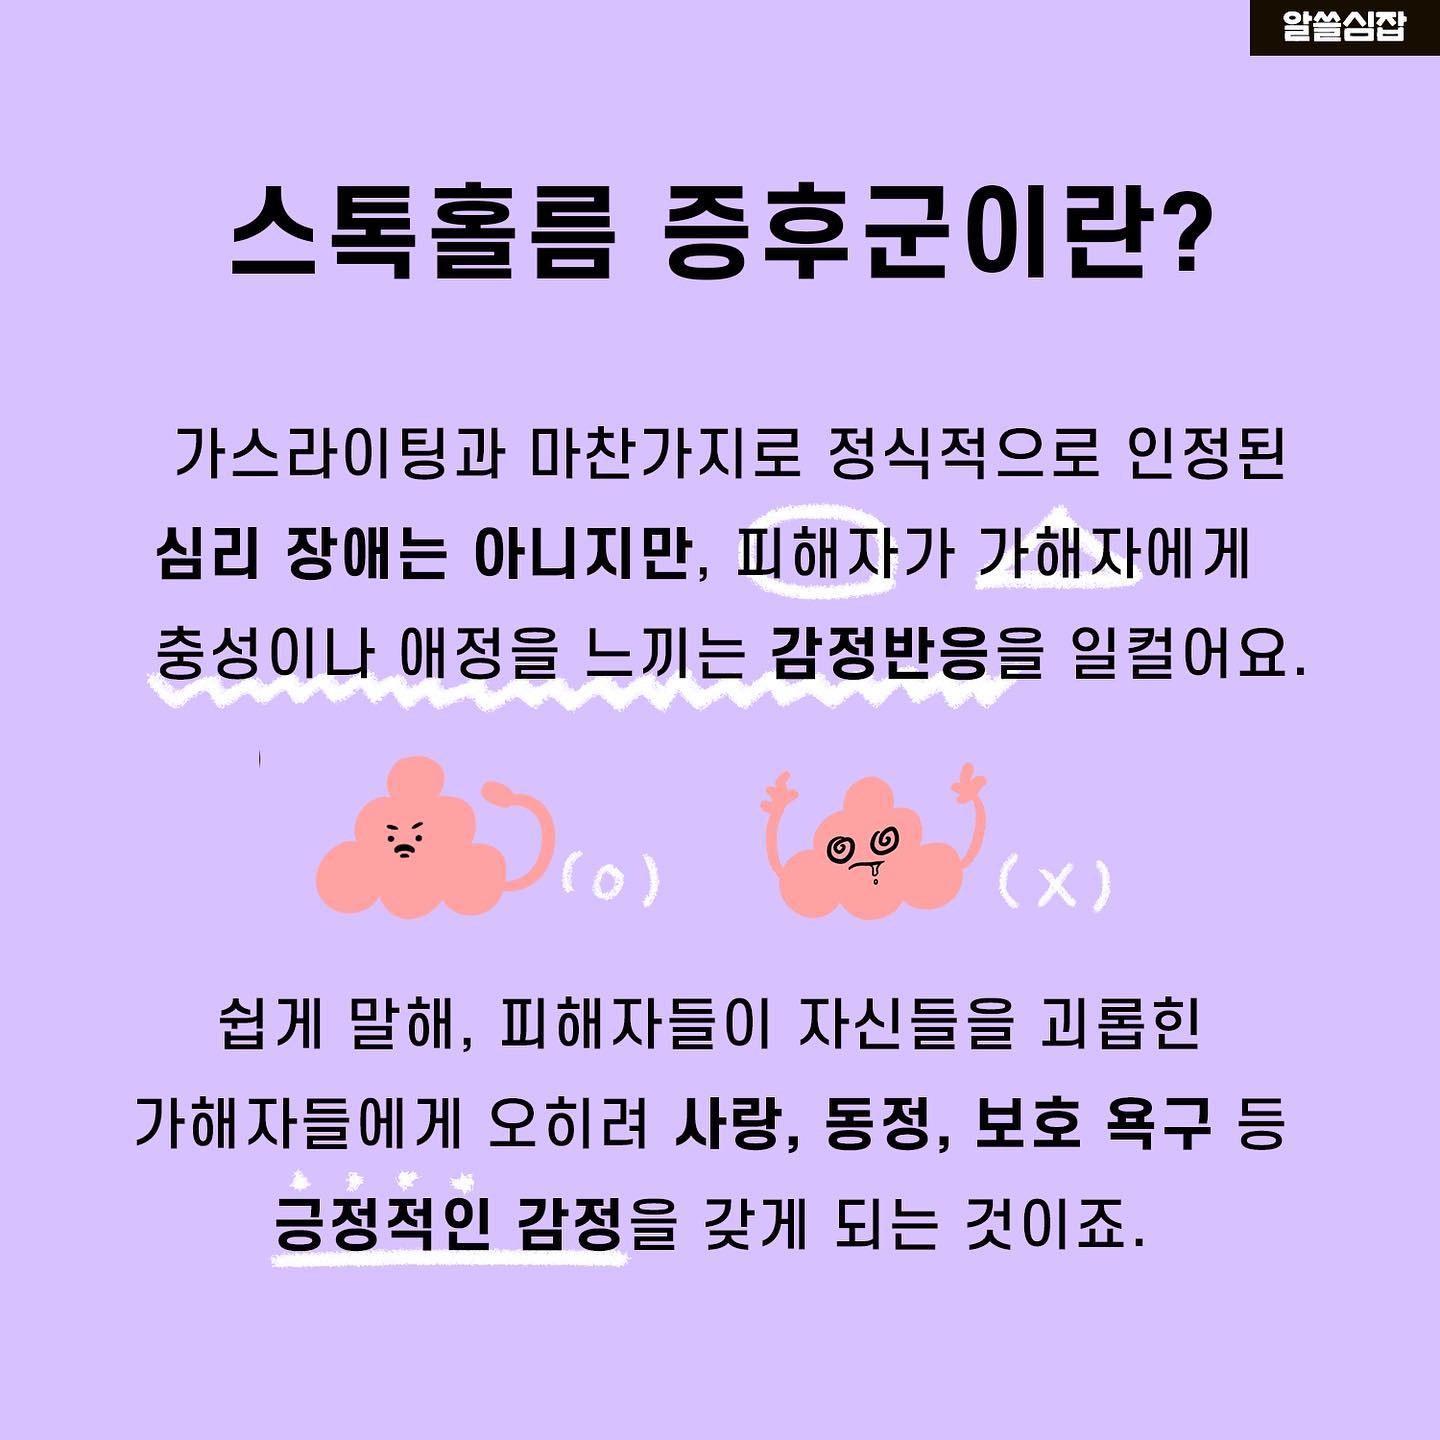 알쓸심잡
스톡홀름 증후군이란?
가스라이팅과 마찬가지로 정식적으로 인정된
심리 장애는 아니지만, 피해자가 가해자에게
충성이나 애정을 느끼는 감정반응을 일컬어요.
(O) (X)
쉽게 말해, 피해자들이 자신들을 괴롭힌
가해자들에게 오히려 사랑, 동정, 보호 욕구 등
긍정적인 감정을 갖게 되는 것이죠.